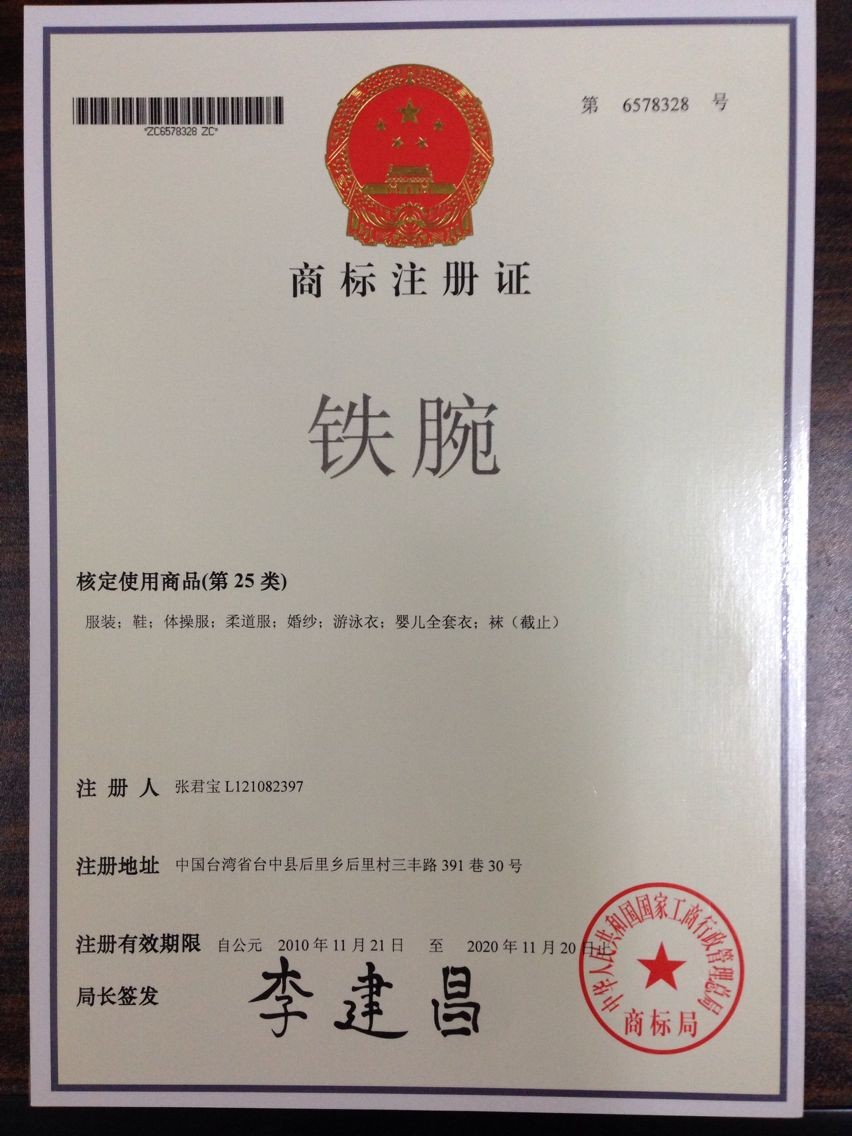 *ZC6578328 ZC*
第 6578328 号
商标注册证
铁腕
核定使用商品(第 25 类)
服装；鞋；体操服；柔道服；婚纱；游泳衣；婴儿全套衣；袜（截止）
注 册 人 张君宝 L121082397
注册地址 中国台湾省台中县后里乡后里村三丰路 391 巷 30 号
注册有效期限 自公元 2010 年 11 月 21 日 至 2020 年 11 月 20 日止
局长签发 李建昌
中华人民共和国国家工商行政管理总局
商标局